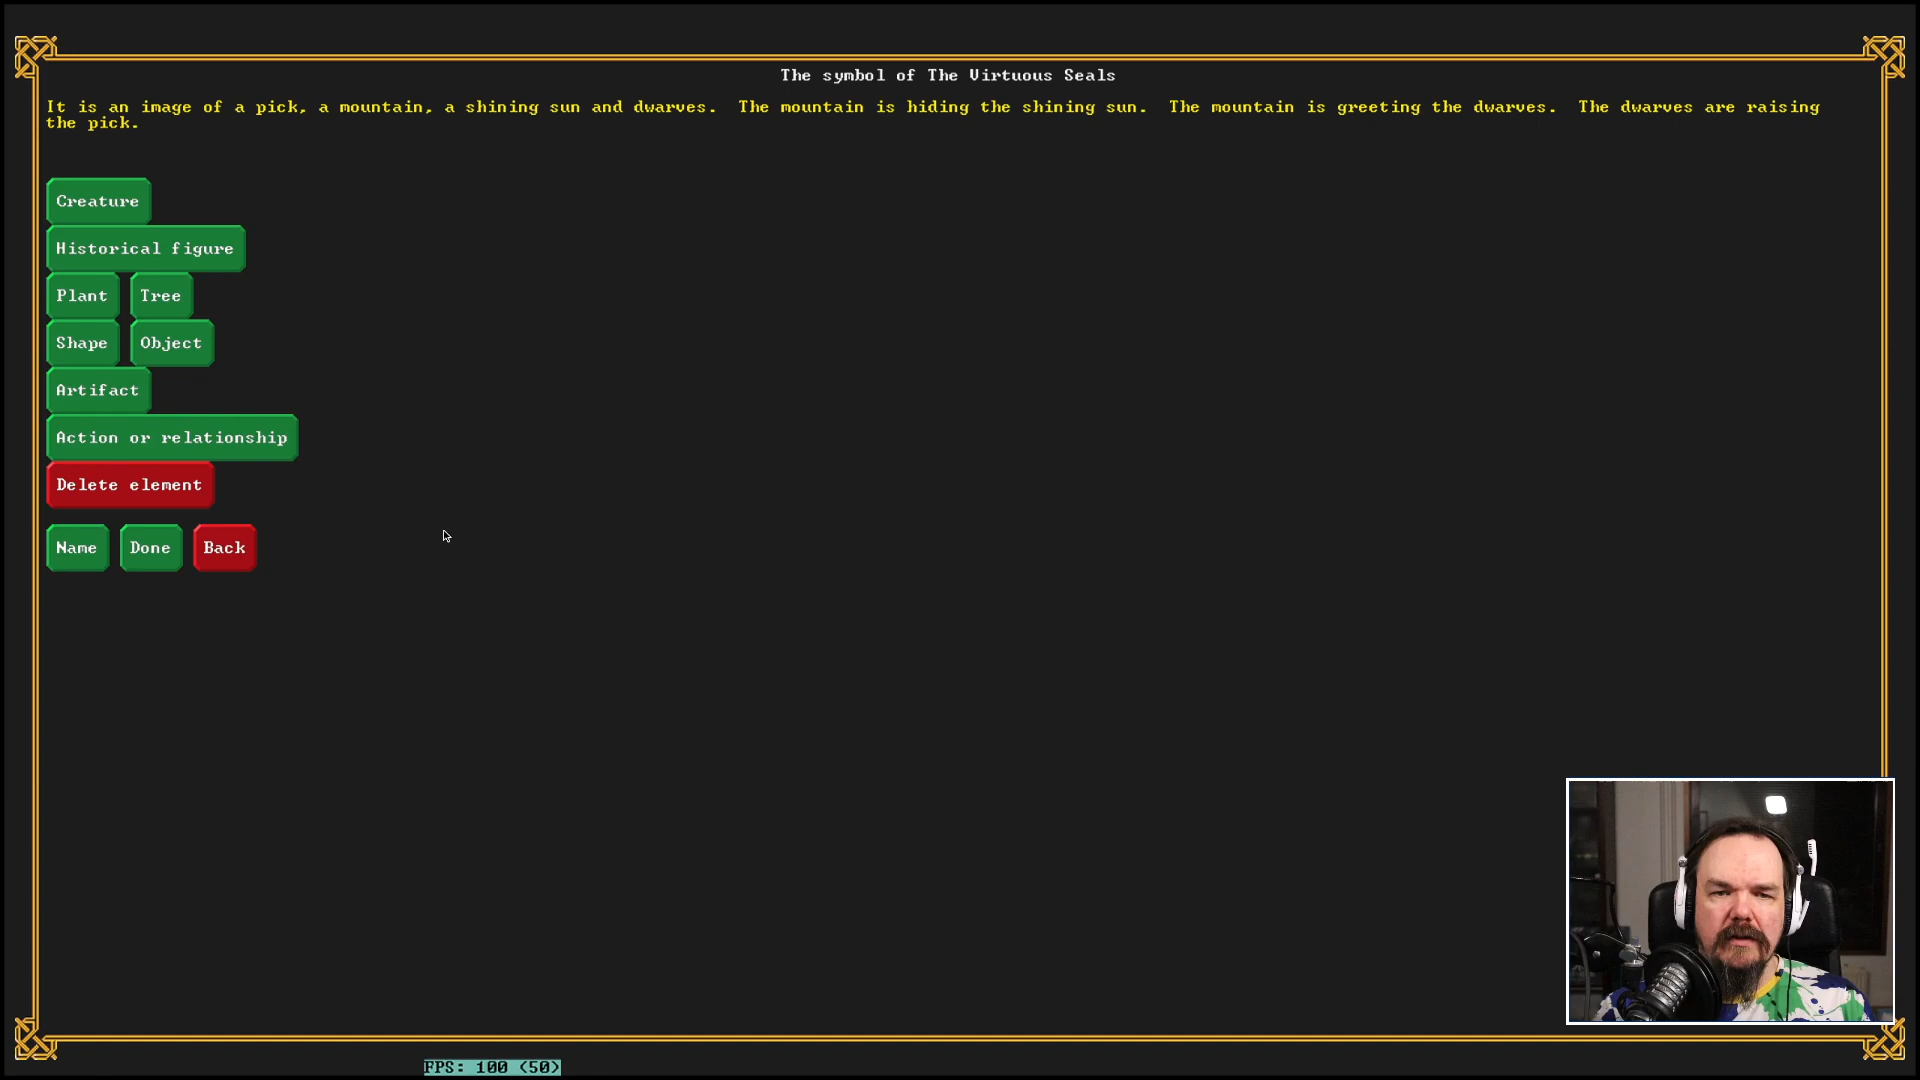 The symbol of The Virtuous Seals
It is an image of a pick, a mountain, a shining sun and dwarves.  The mountain is hiding the shining sun.  The mountain is greeting the dwarves.  The dwarves are raising
the pick.
Creature
Historical figure
Plant Tree
Shape Object
Artifact
Action or relationship
Delete element
Name Done Back
FPS: 100 (50)